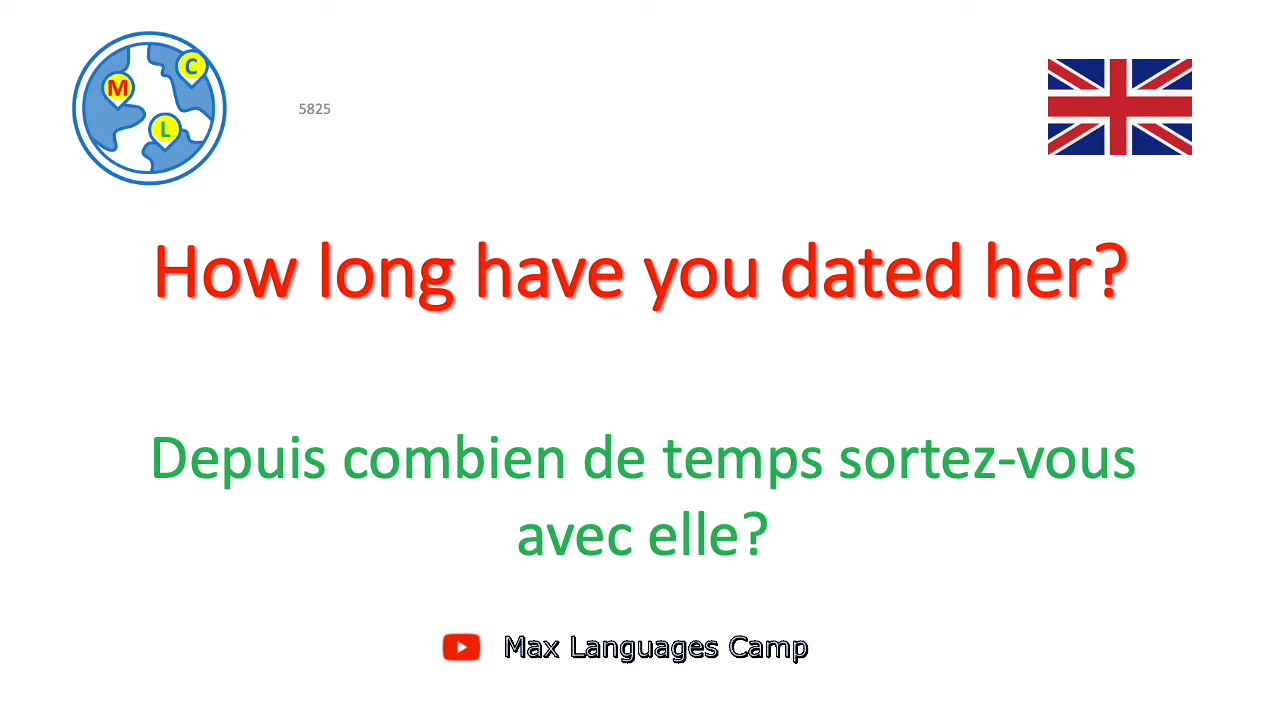 M
C
L
5825
How long have you dated her?
Depuis combien de temps sortez-vous
avec elle?
Max Languages Camp